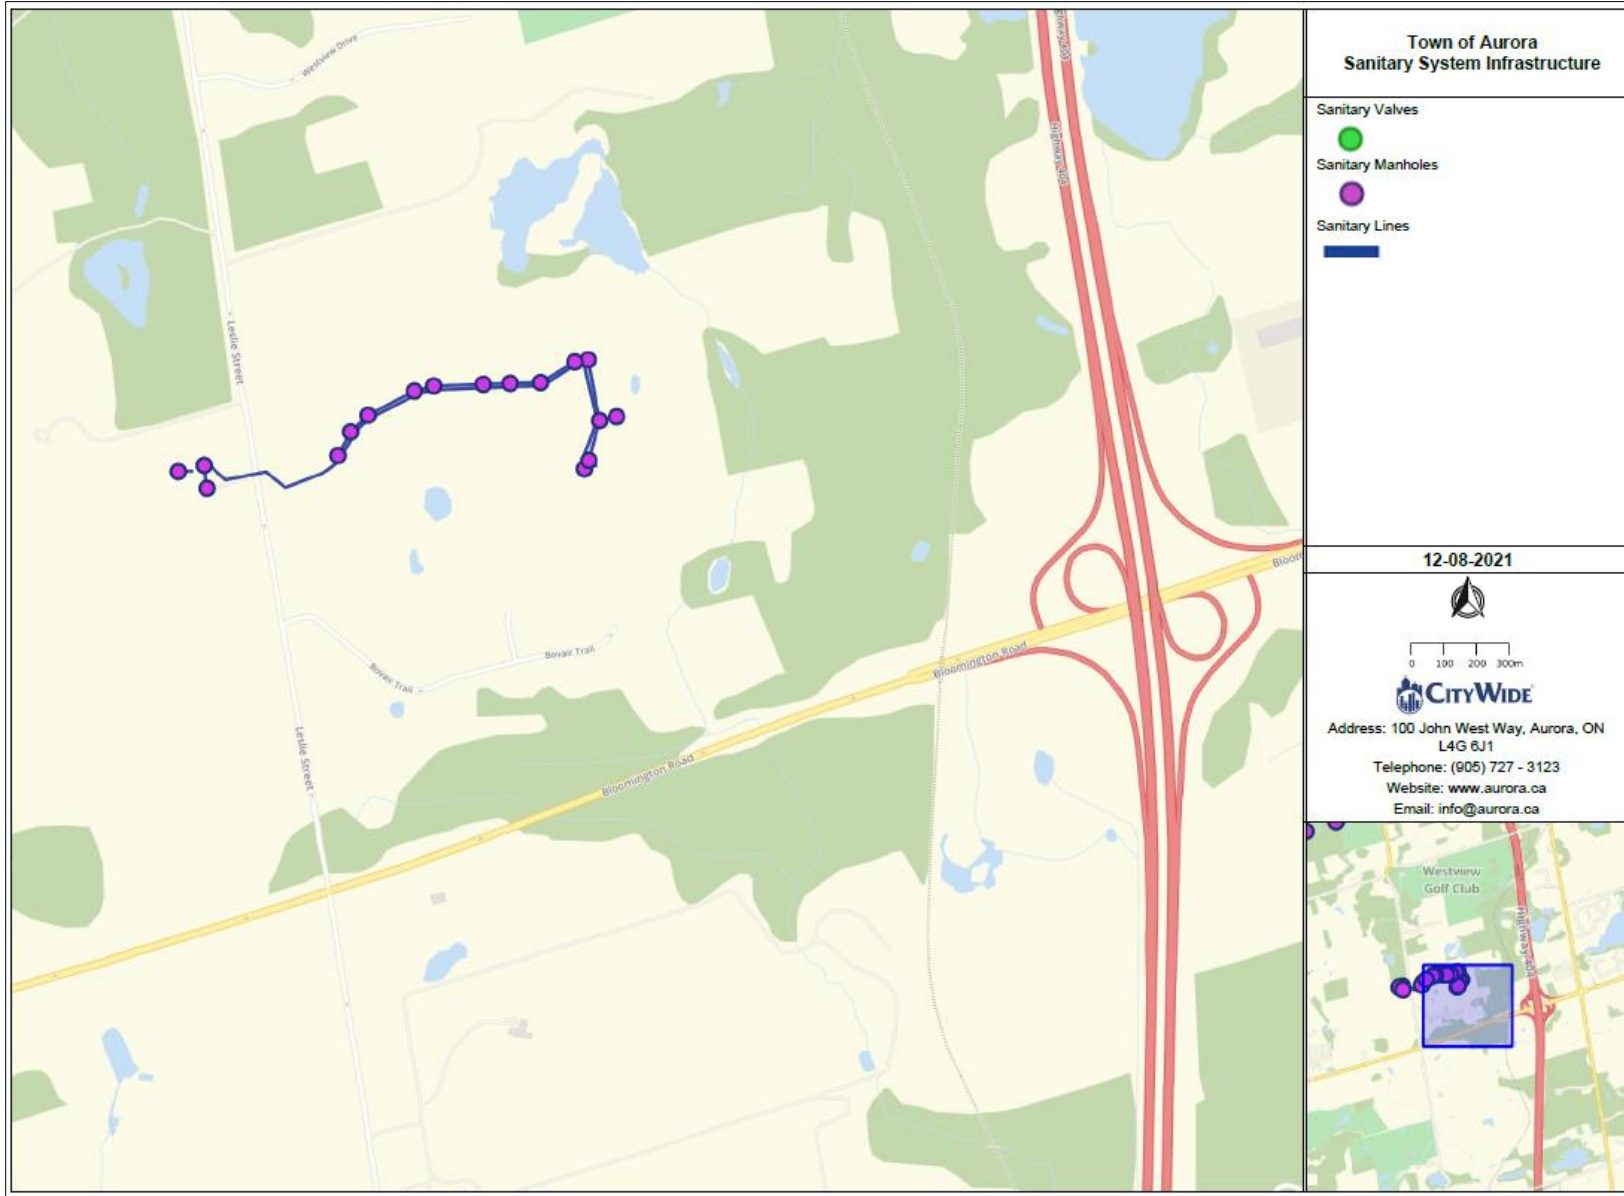 Town of Aurora
Sanitary System Infrastructure
Sanitary Valves
Sanitary Manholes
Sanitary Lines
12-08-2021
0 100 200 300m
CITYWIDE
Address: 100 John West Way, Aurora, ON
L4G 6J1
Telephone: (905) 727 - 3123
Website: www.aurora.ca
Email: info@aurora.ca
Westview Drive
Highway 404
Leslie Street
Bloom
Bovair Trail
Bovair Trail
Bloomington Road
Leslie Street
Bloomington Road
Westview
Golf Club
Highway 404